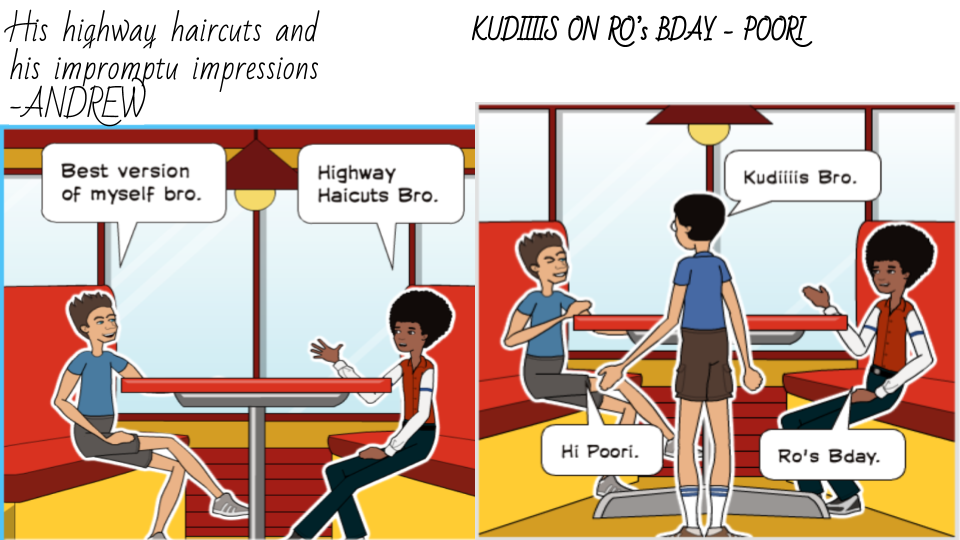 His highway haircuts and
his impromptu impressions
-ANDREW
Best version
of myself bro.
Highway
Haicuts Bro.
KUDIIIIS ON RO's BDAY - POORI
Kudiiiis Bro.
Hi Poori.
Ro's Bday.